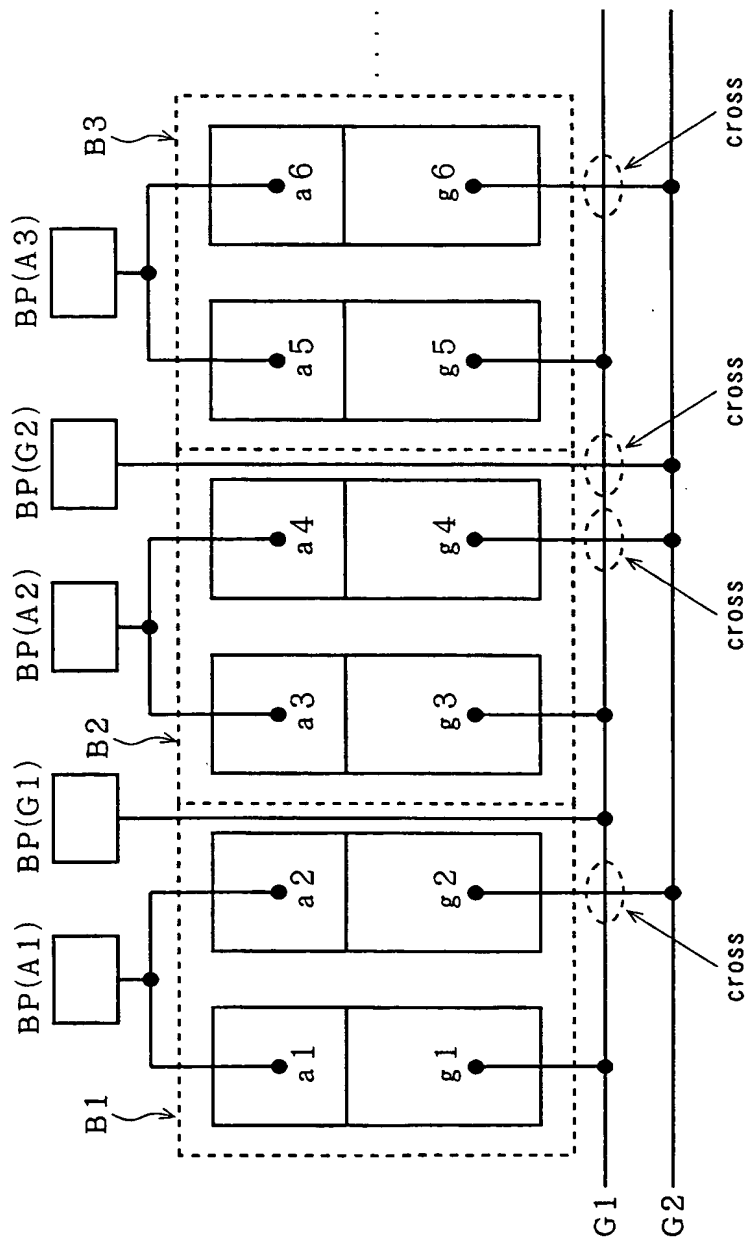 BP(A1)
BP(G1)
BP(A2)
BP(G2)
BP(A3)
B1
B2
B3
a1
a2
a3
a4
a5
a6
g1
g2
g3
g4
g5
g6
G1
G2
cross
cross
cross
cross